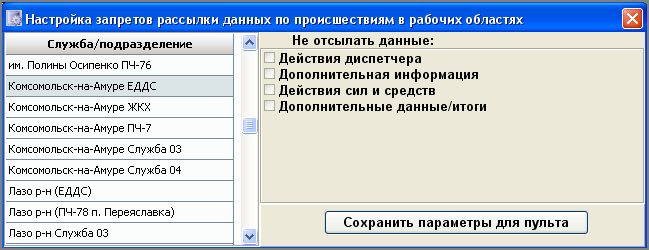 Настройка запретов рассылки данных по происшествиям в рабочих областях
Служба/подразделение
им. Полины Осипенко ПЧ-76
Комсомольск-на-Амуре ЕДДС
Комсомольск-на-Амуре ЖКХ
Комсомольск-на-Амуре ПЧ-7
Комсомольск-на-Амуре Служба 03
Комсомольск-на-Амуре Служба 04
Лазо р-н (ЕДДС)
Лазо р-н (ПЧ-78 п. Переяславка)
Лазо р-н Служба 03
Не отсылать данные:
Действия диспетчера
Дополнительная информация
Действия сил и средств
Дополнительные данные/итоги
Сохранить параметры для пульта